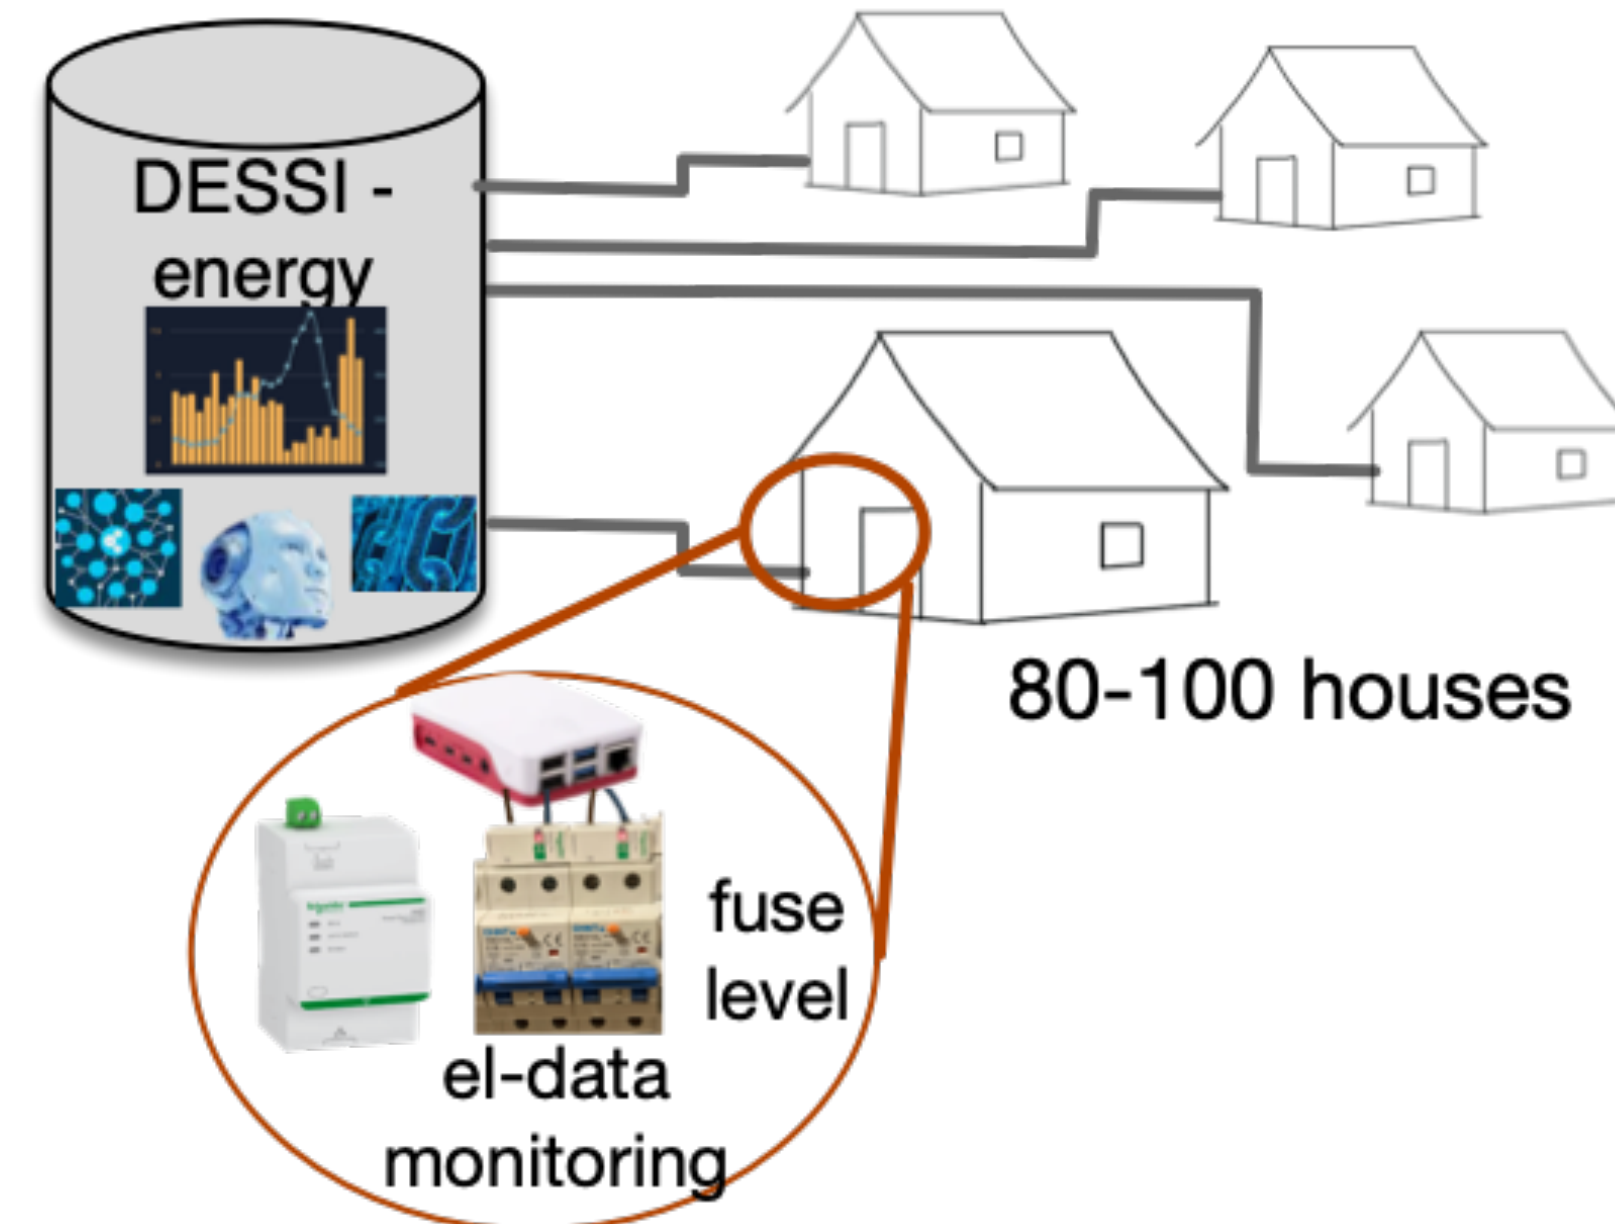 DESSI -
energy
80-100 houses
fuse
level
el-data
monitoring